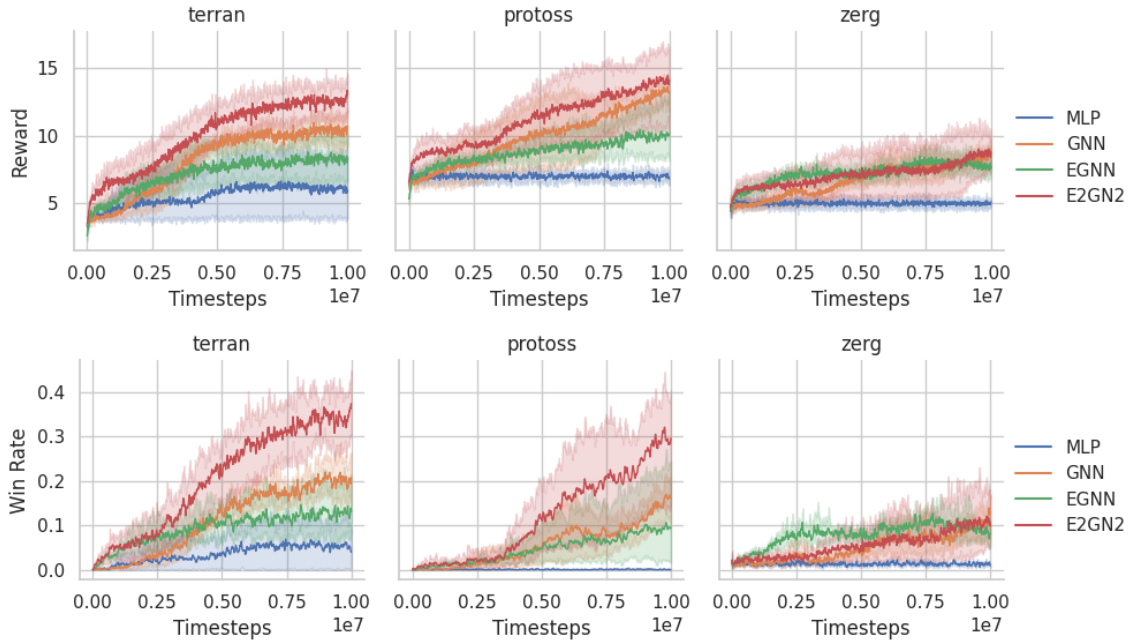 terran protoss zerg
15
10
5
Reward
0.00 0.25 0.50 0.75 1.00 0.00 0.25 0.50 0.75 1.00 0.00 0.25 0.50 0.75 1.00
Timesteps 1e7 Timesteps 1e7 Timesteps 1e7
MLP
GNN
EGNN
E2GN2
terran protoss zerg
0.4
0.3
0.2
0.1
0.0
Win Rate
0.00 0.25 0.50 0.75 1.00 0.00 0.25 0.50 0.75 1.00 0.00 0.25 0.50 0.75 1.00
Timesteps 1e7 Timesteps 1e7 Timesteps 1e7
MLP
GNN
EGNN
E2GN2